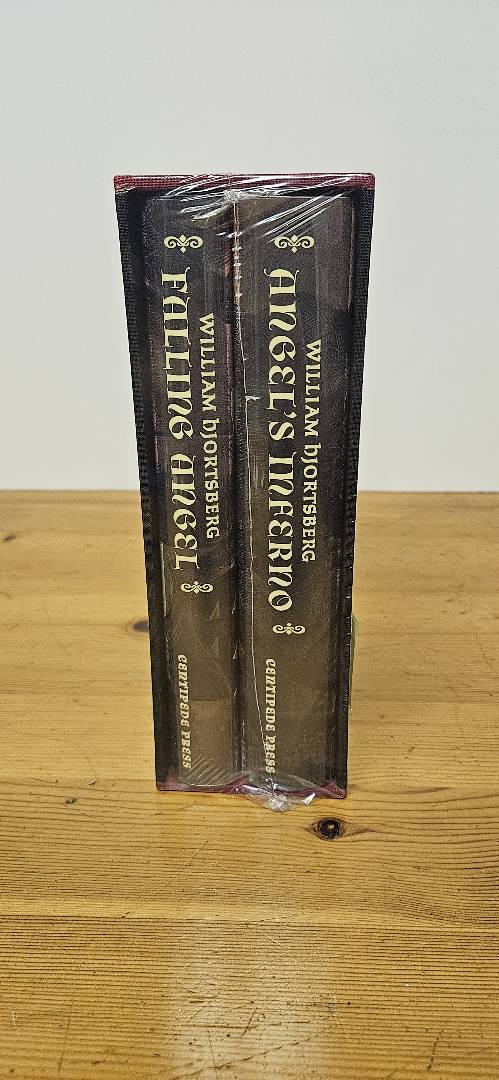 FALLING ANGEL
WILLIAM HJORTSBERG
CENTIPEDE PRESS
ANGEL'S INFERNO
WILLIAM HJORTSBERG
CENTIPEDE PRESS